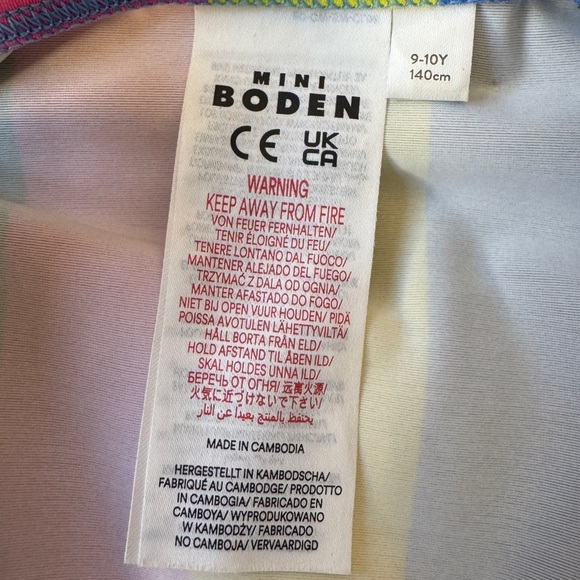 MINI
BODEN
CE UK
CA
9-10Y
140cm
WARNING
KEEP AWAY FROM FIRE
VON FEUER FERNHALTEN/
TENIR ÉLOIGNÉ DU FEU/
TENERE LONTANO DAL FUOCO/
MANTENER ALEJADO DEL FUEGO/
TRZYMAĆ Z DALA OD OGNIA/
MANTER AFASTADO DO FOGO/
NIET BIJ OPEN VUUR HOUDEN/ PIDÄ
POISSA AVOTULEN LÄHETTYVILTÄ/
HÅLL BORTA FRÅN ELD/
HOLD AFSTAND TIL ÅBEN ILD/
SKAL HOLDES UNNA ILD/
БЕРЕЧЬ ОТ ОГНЯ/ 远离火源/
火気に近づけないで下さい/
يحتفظ بالمنتج بعيدًا عن النار
MADE IN CAMBODIA
HERGESTELLT IN KAMBODSCHA/
FABRIQUÉ AU CAMBODGE/ PRODOTTO
IN CAMBOGIA/ FABRICADO EN
CAMBOYA/ WYPRODUKOWANO
W KAMBODŻY/ FABRICADO
NO CAMBOJA/ VERVAARDIGD